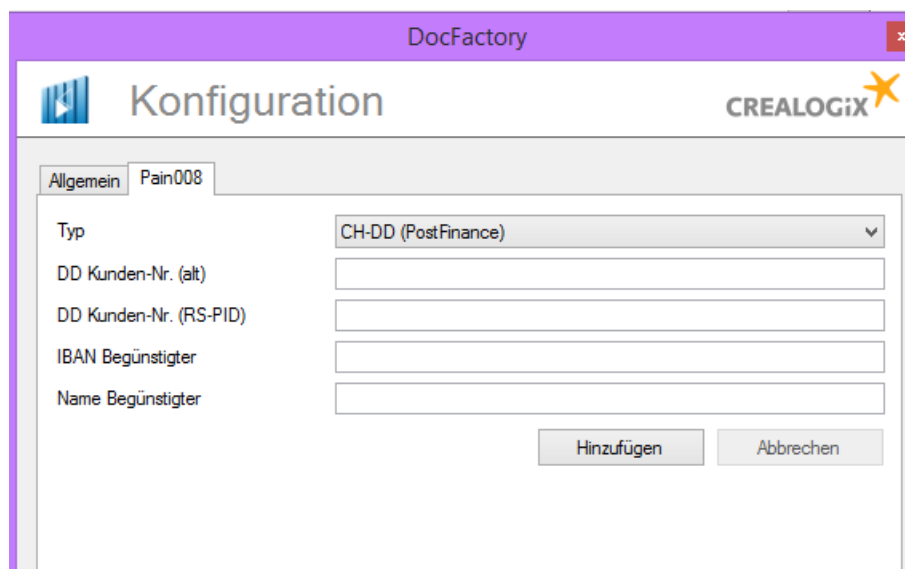 DocFactory
x
Konfiguration
CREALOGiX
Allgemein
Pain008
Typ
CH-DD (PostFinance)
DD Kunden-Nr. (alt)
DD Kunden-Nr. (RS-PID)
IBAN Begünstigter
Name Begünstigter
Hinzufügen
Abbrechen